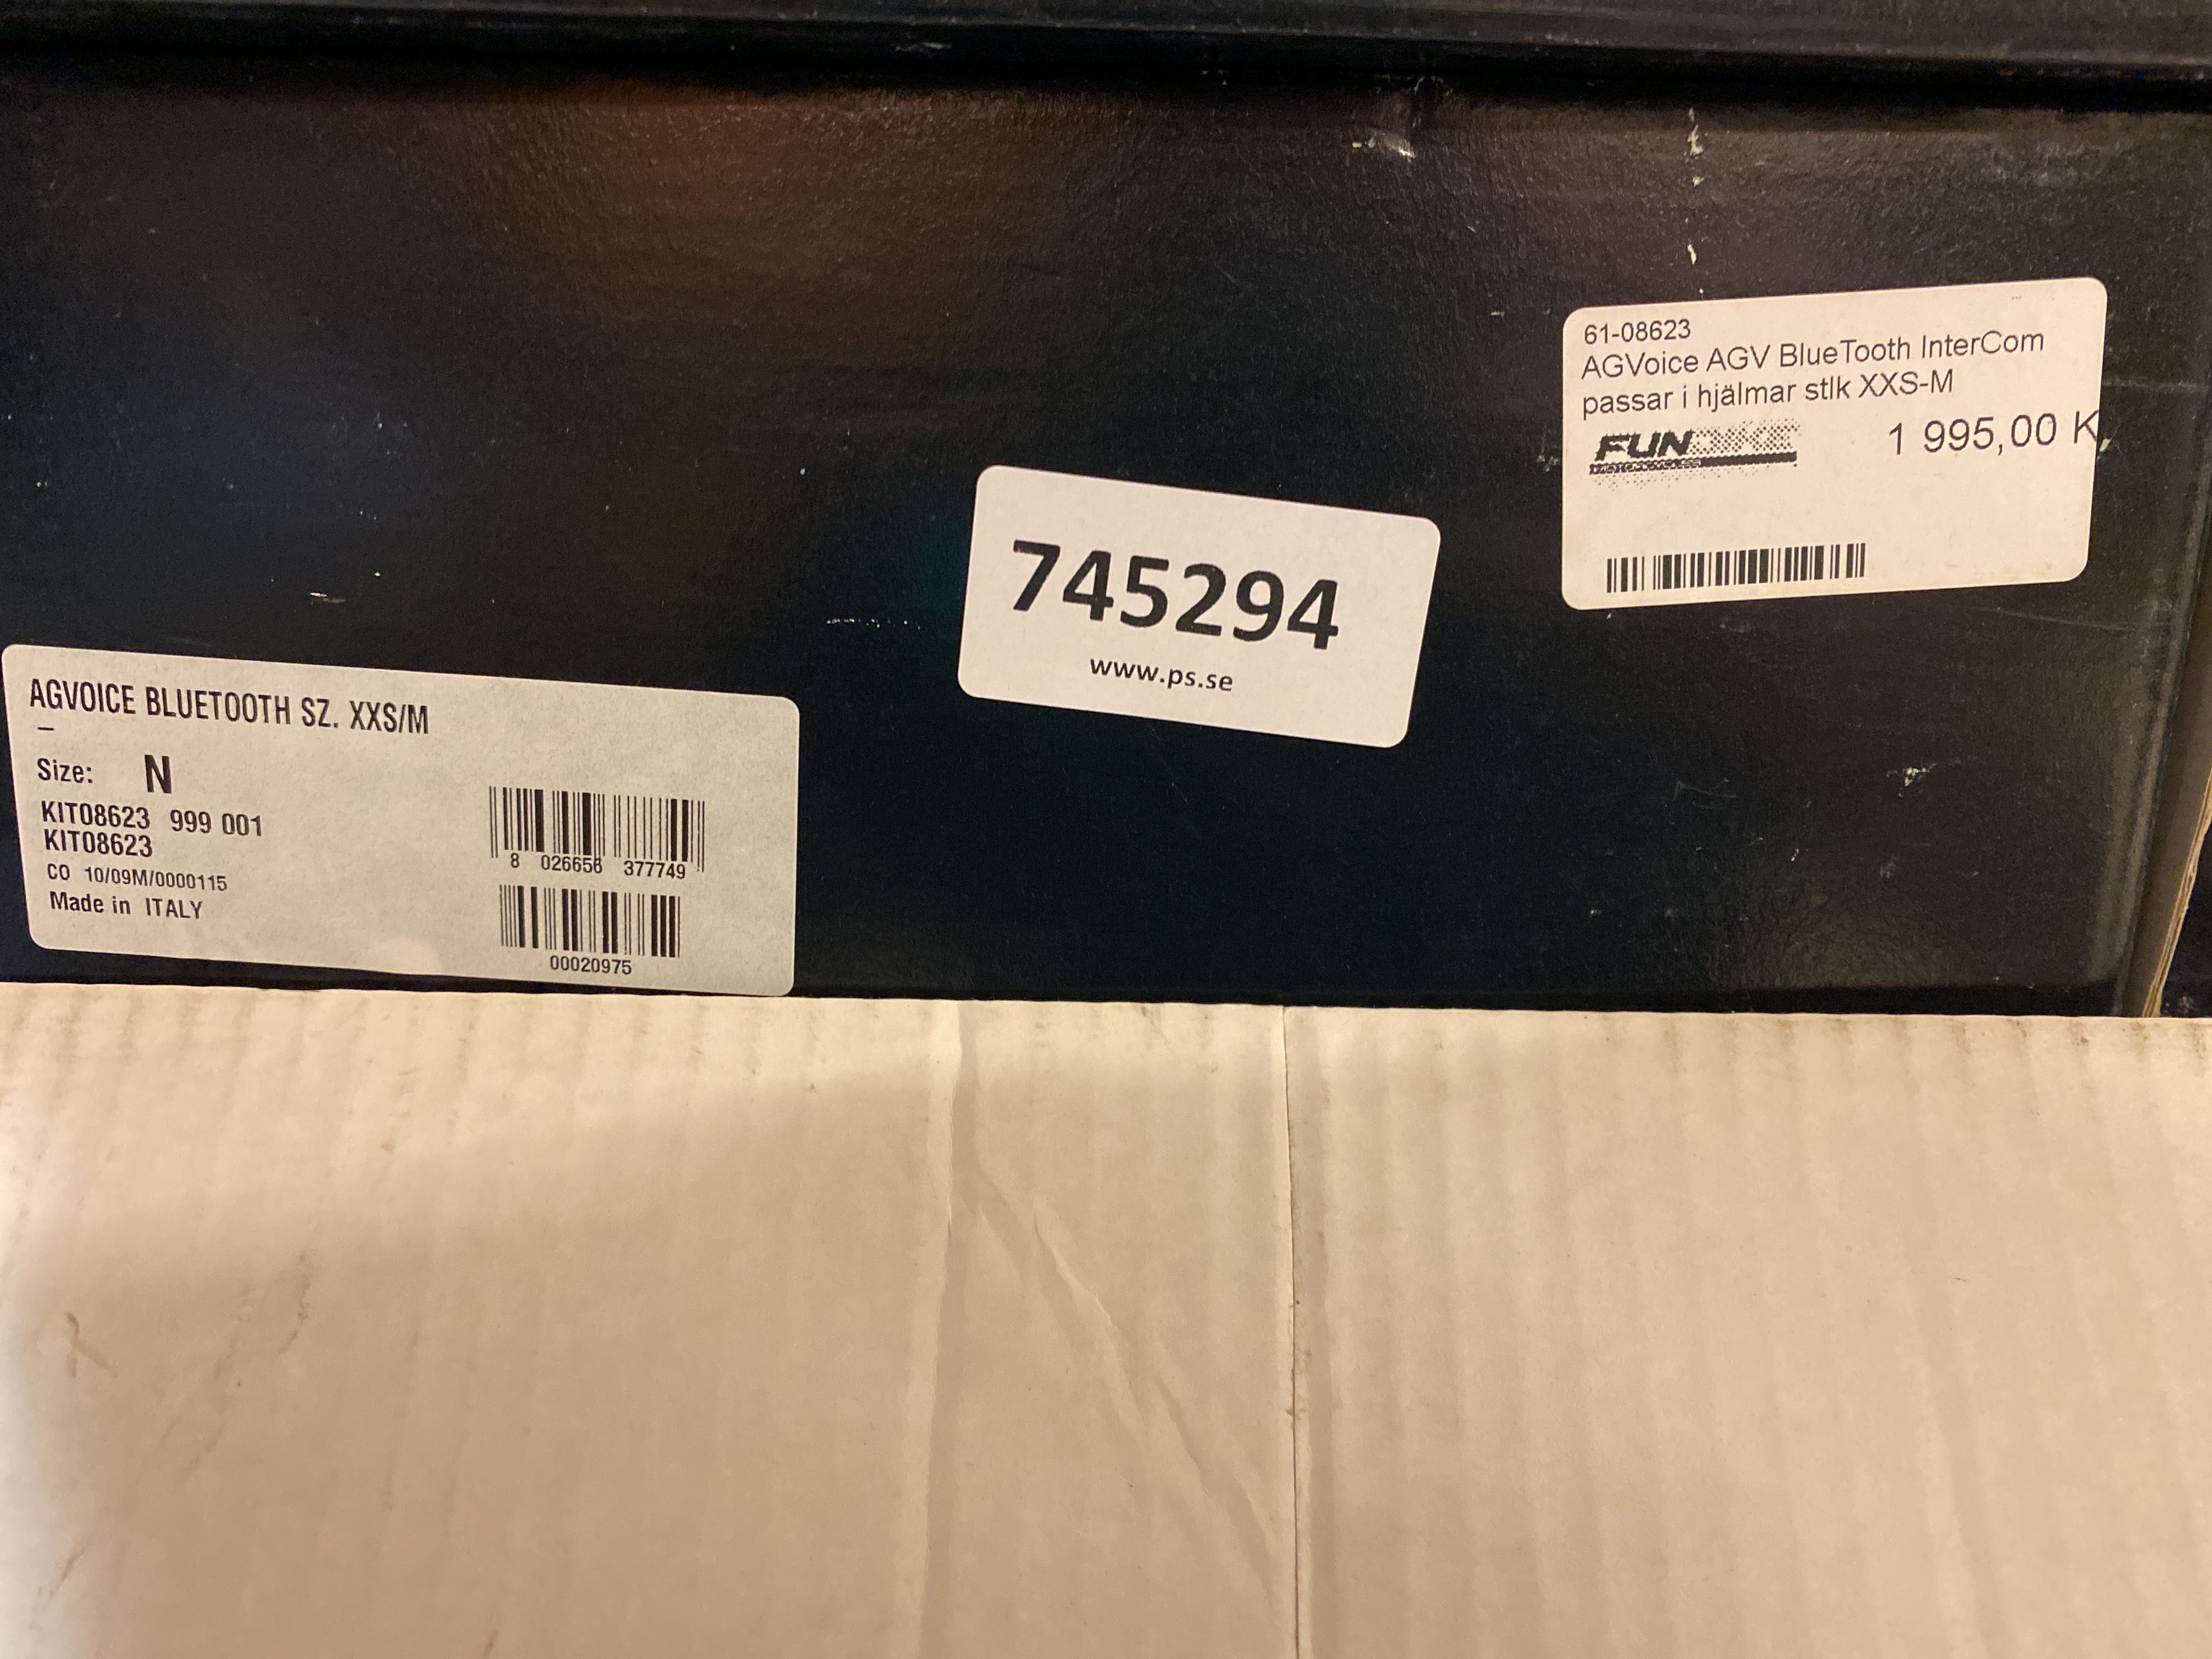 61-08623
AGVoice AGV BlueTooth InterCom
passar i hjälmar stlk XXS-M
FUN
1 995,00 K
745294
www.ps.se
AGVOICE BLUETOOTH SZ. XXS/M
–
Size: N
KIT08623 999 001
KIT08623
CO 10/09M/0000115
Made in ITALY
8 026656 377749
00020975